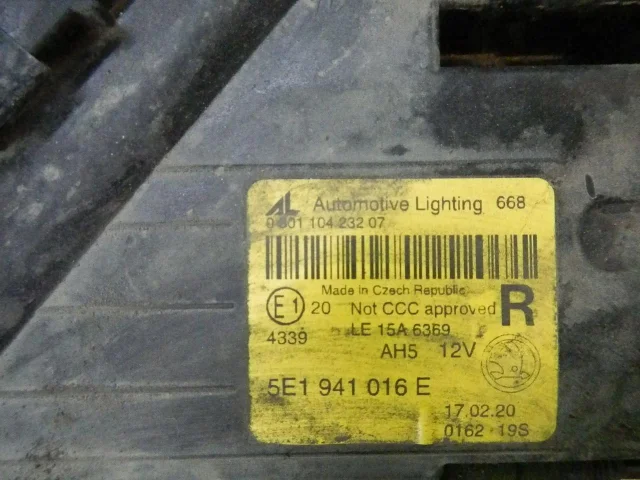 AL Automotive Lighting 668
0 301 104 232 07
Made in Czech Republic
E1 20 Not CCC approved R
4339 LE 15A 6369
AH5 12V
5E1 941 016 E
17.02.20
0162 19S